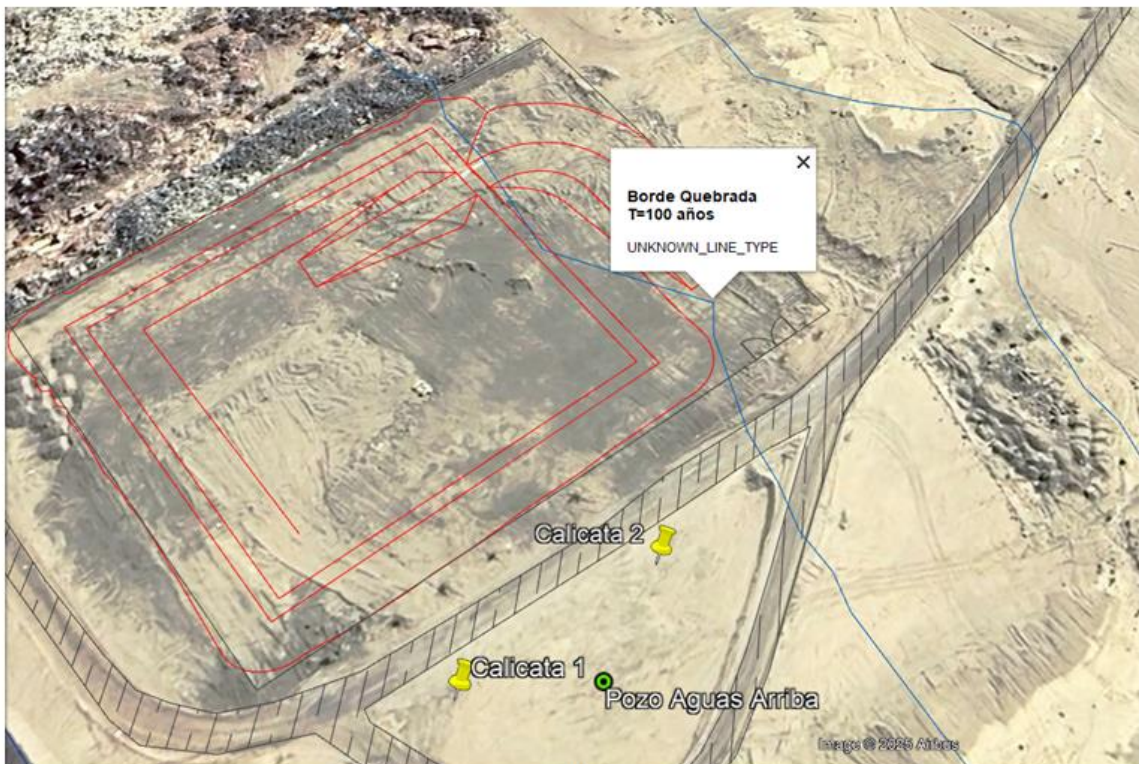 Borde Quebrada
T=100 años
UNKNOWN_LINE_TYPE
Calicata 2
Calicata 1
Pozo Aguas Arriba
Image © 2025 Airbus